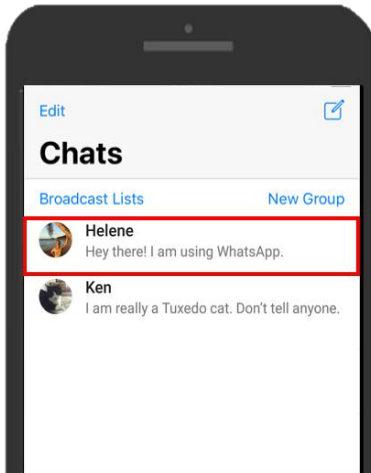 Edit
Chats
Broadcast Lists New Group
Helene
Hey there! I am using WhatsApp.
Ken
I am really a Tuxedo cat. Don't tell anyone.